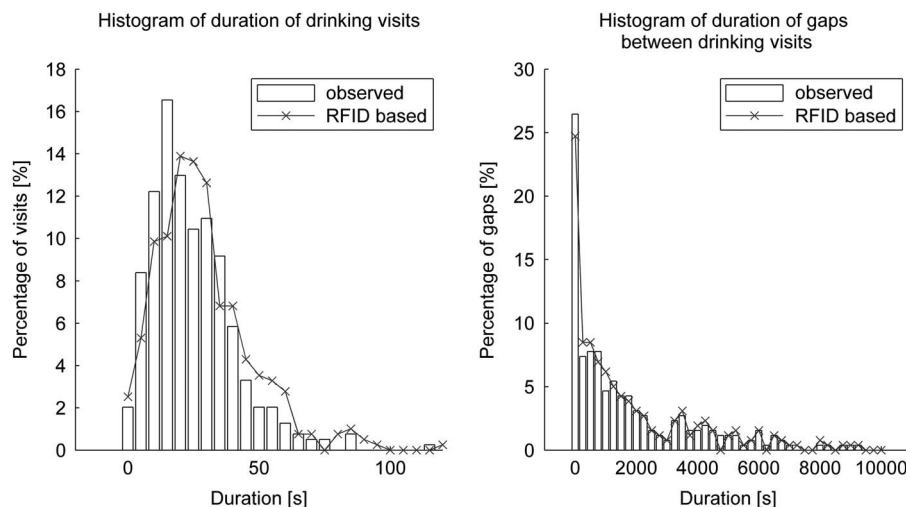 Histogram of duration of drinking visits
18
16
14
12
10
8
6
4
2
0
Percentage of visits [%]
observed
RFID based
0 50 100
Duration [s]
Histogram of duration of gaps
between drinking visits
30
25
20
15
10
5
0
Percentage of gaps [%]
observed
RFID based
0 2000 4000 6000 8000 10000
Duration [s]